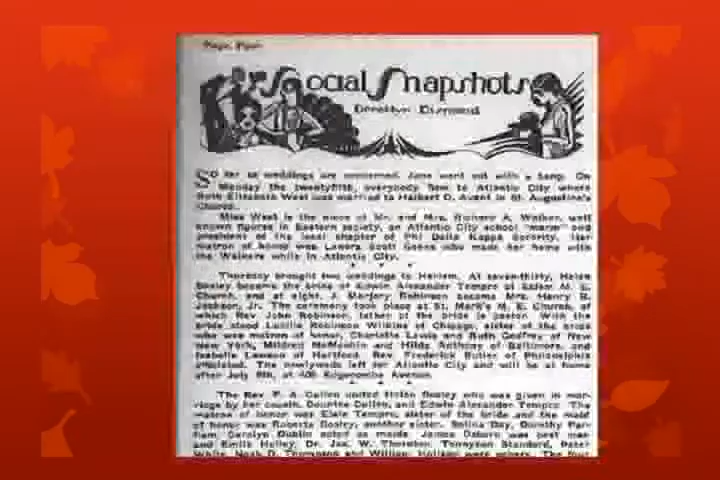 Page Four
Social Snapshots
SO far as weddings are concerned, June went out with a bang. On
Monday the twentyfifth, everybody flew to Atlantic City where
Ruth Elizabeth West was married to Halbert D. Avant in St. Augustine's
Church.
Miss West is the niece of Mr. and Mrs. Richard A. Walker, well
known figures in Eastern society, an Atlantic City school "marm" and
president of the local chapter of Phi Delta Kappa Sorority. Her
matron of home was Lenora Scott Goens who made her home with
the Walkers while in Atlantic City.
Thursday brought two weddings to Harlem. At seven-thirty, Helen
Bosley became the bride of Edwin Alexander Tempro at Salem M. E.
Church, and at eight, J. Marjory Robinson became Mrs. Henry B.
Jackson, Jr. The ceremony took place at St. Mark's M. E. Church, of
which Rev. John Robinson, father of the bride is pastor. With the
bride stood Lucille Robinson Wilkins of Chicago, sister of the bride
who was matron of honor, Charlotte Lewis and Ruth Godfrey of New
New York, Mildred and Hilda Anthony of Baltimore, and
Isabelle Lawson of Hartford. Rev. Frederick Butler of Philadelphia
officiated. The newlyweds left for Atlantic City and will be at home
after July 9th, at 409 Edgecombe Avenue.
The Rev. F. A. Cullen united Helen Bosley who was given in mar-
riage by her cousin, Countee Cullen, and Edwin Alexander Tempro. The
matron of honor was Elsie Tempro, sister of the bride and the maid
of honor was Roberta Bosley, another sister. Selina Day, Dorothy Par-
ham, Carolyn Dublin acted as maids. James Osborn was best man
and Emile Holley, Dr. Jas. W. Thornton, Tennyson Standard, Peter
White, Noah D. Thompson and William Holland were ushers. The four